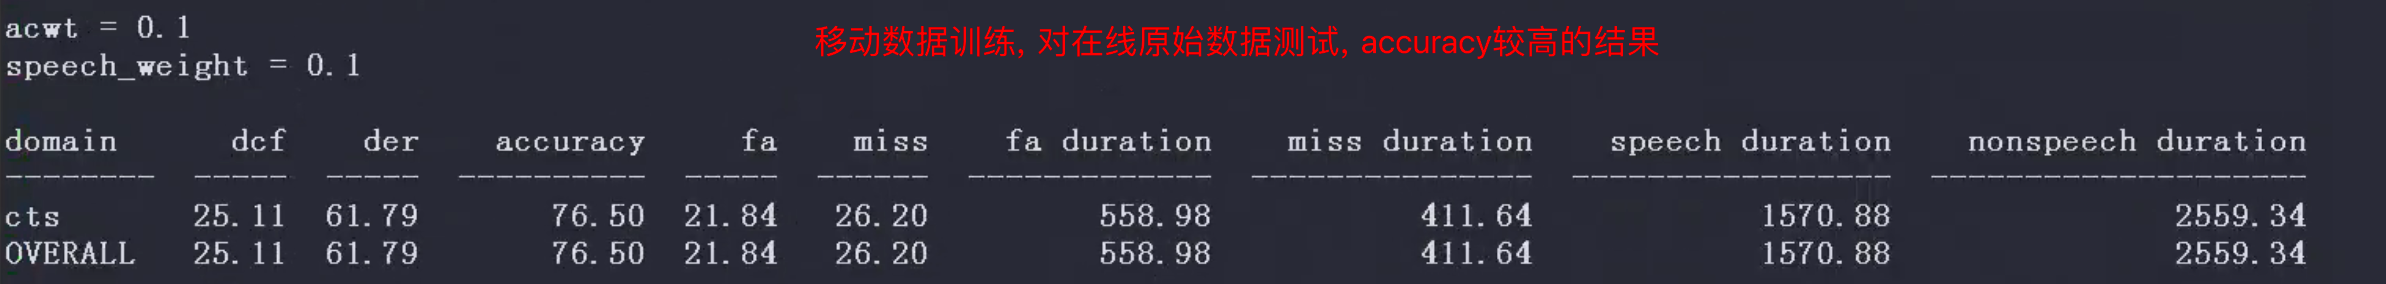 acwt = 0.1
移动数据训练, 对在线原始数据测试, accuracy较高的结果
speech_weight = 0.1
domain dcf der accuracy fa miss fa duration miss duration speech duration nonspeech duration
-------- ----- ----- ---------- ----- ------ ------------- --------------- ----------------- --------------------
cts 25.11 61.79 76.50 21.84 26.20 558.98 411.64 1570.88 2559.34
OVERALL 25.11 61.79 76.50 21.84 26.20 558.98 411.64 1570.88 2559.34